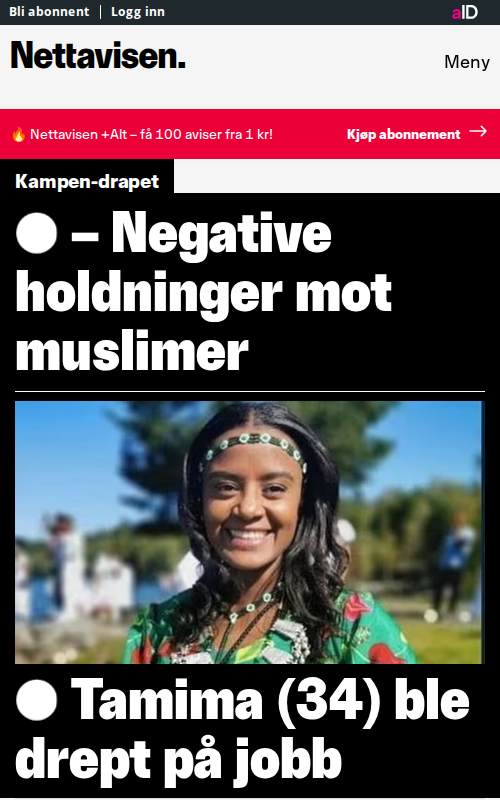 Bli abonnent | Logg inn
aID
Nettavisen.
Meny
🔥 Nettavisen +Alt – få 100 aviser fra 1 kr!
Kjøp abonnement →
Kampen-drapet
– Negative
holdninger mot
muslimer
Tamima (34) ble
drept på jobb